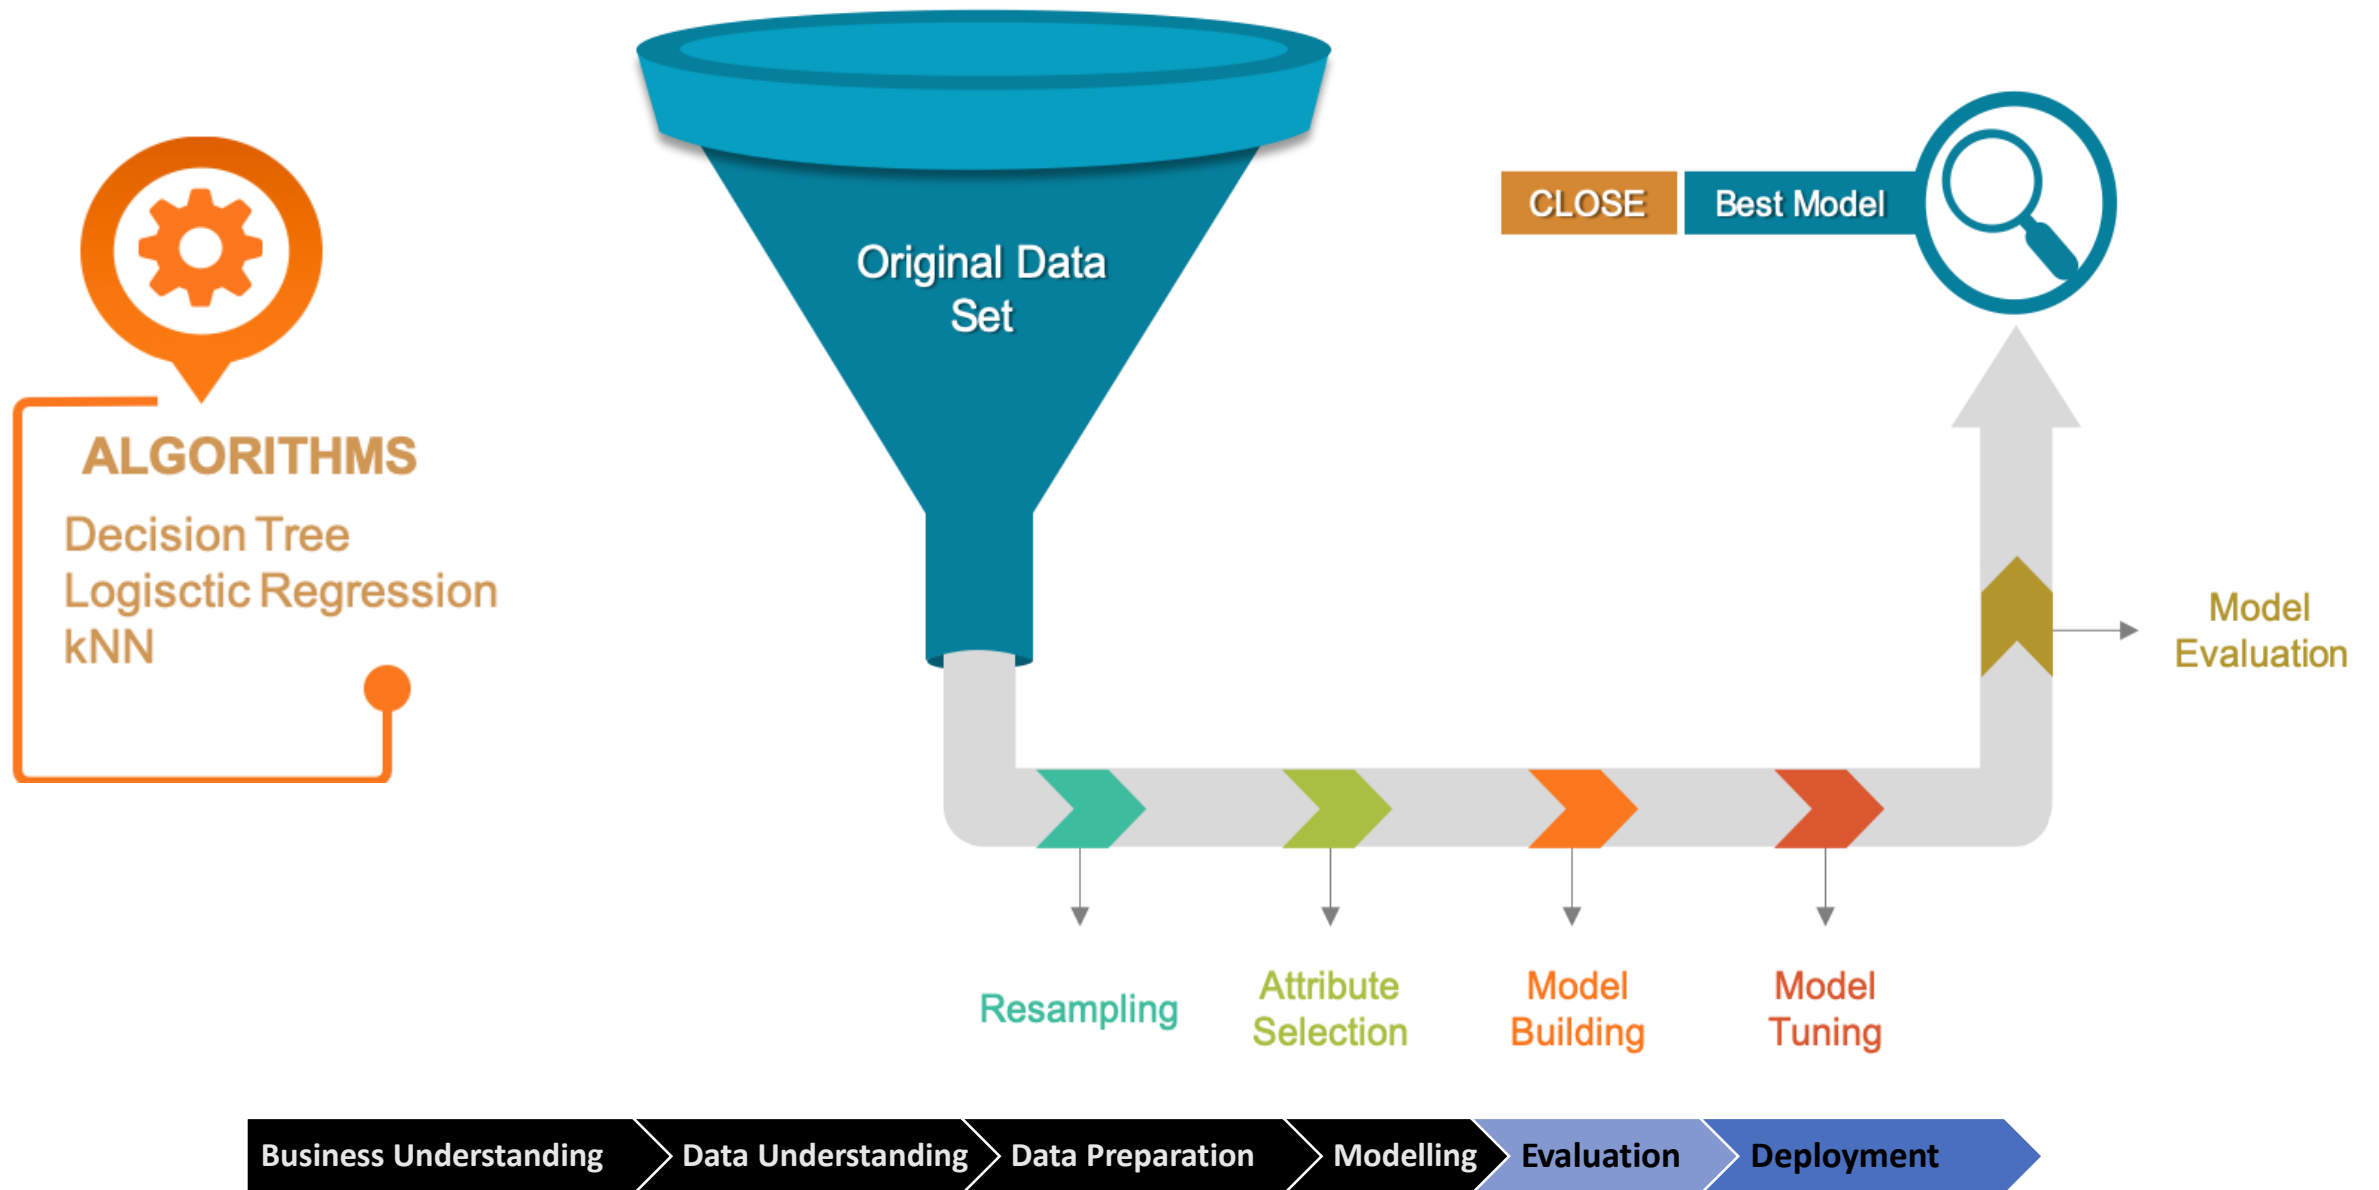 Original Data
Set
CLOSE
Best Model
ALGORITHMS
Decision Tree
Logisctic Regression
kNN
Model
Evaluation
Resampling
Attribute
Selection
Model
Building
Model
Tuning
Business Understanding
Data Understanding
Data Preparation
Modelling
Evaluation
Deployment